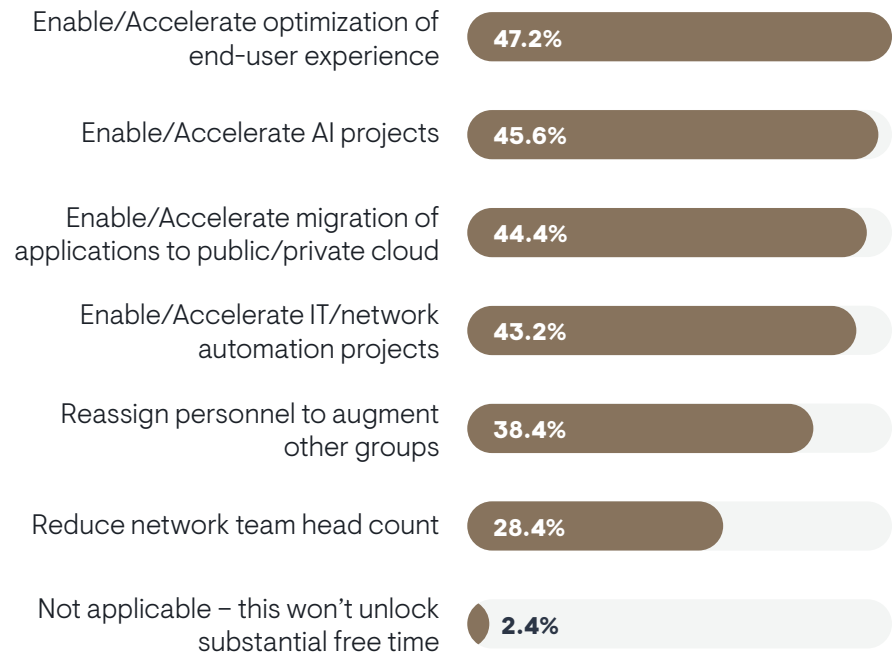 Enable/Accelerate optimization of
end-user experience
47.2%
Enable/Accelerate AI projects
45.6%
Enable/Accelerate migration of
applications to public/private cloud
44.4%
Enable/Accelerate IT/network
automation projects
43.2%
Reassign personnel to augment
other groups
38.4%
Reduce network team head count
28.4%
Not applicable – this won’t unlock
substantial free time
2.4%